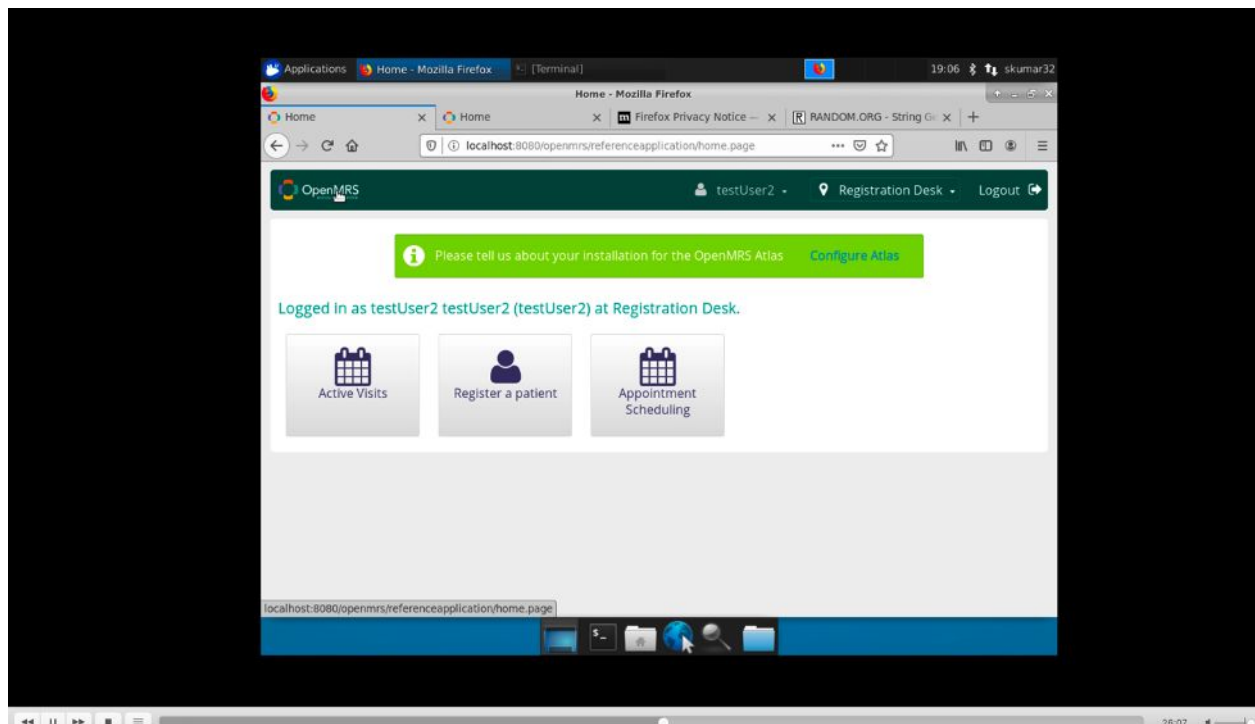 Applications Home - Mozilla Firefox [Terminal] 19:06 skumar32
Home - Mozilla Firefox
Home Home Firefox Privacy Notice — RANDOM.ORG - String G
localhost:8080/openmrs/referenceapplication/home.page
OpenMRS testUser2 Registration Desk Logout
Please tell us about your installation for the OpenMRS Atlas Configure Atlas
Logged in as testUser2 testUser2 (testUser2) at Registration Desk.
Active Visits Register a patient Appointment
Scheduling
localhost:8080/openmrs/referenceapplication/home.page
26:07